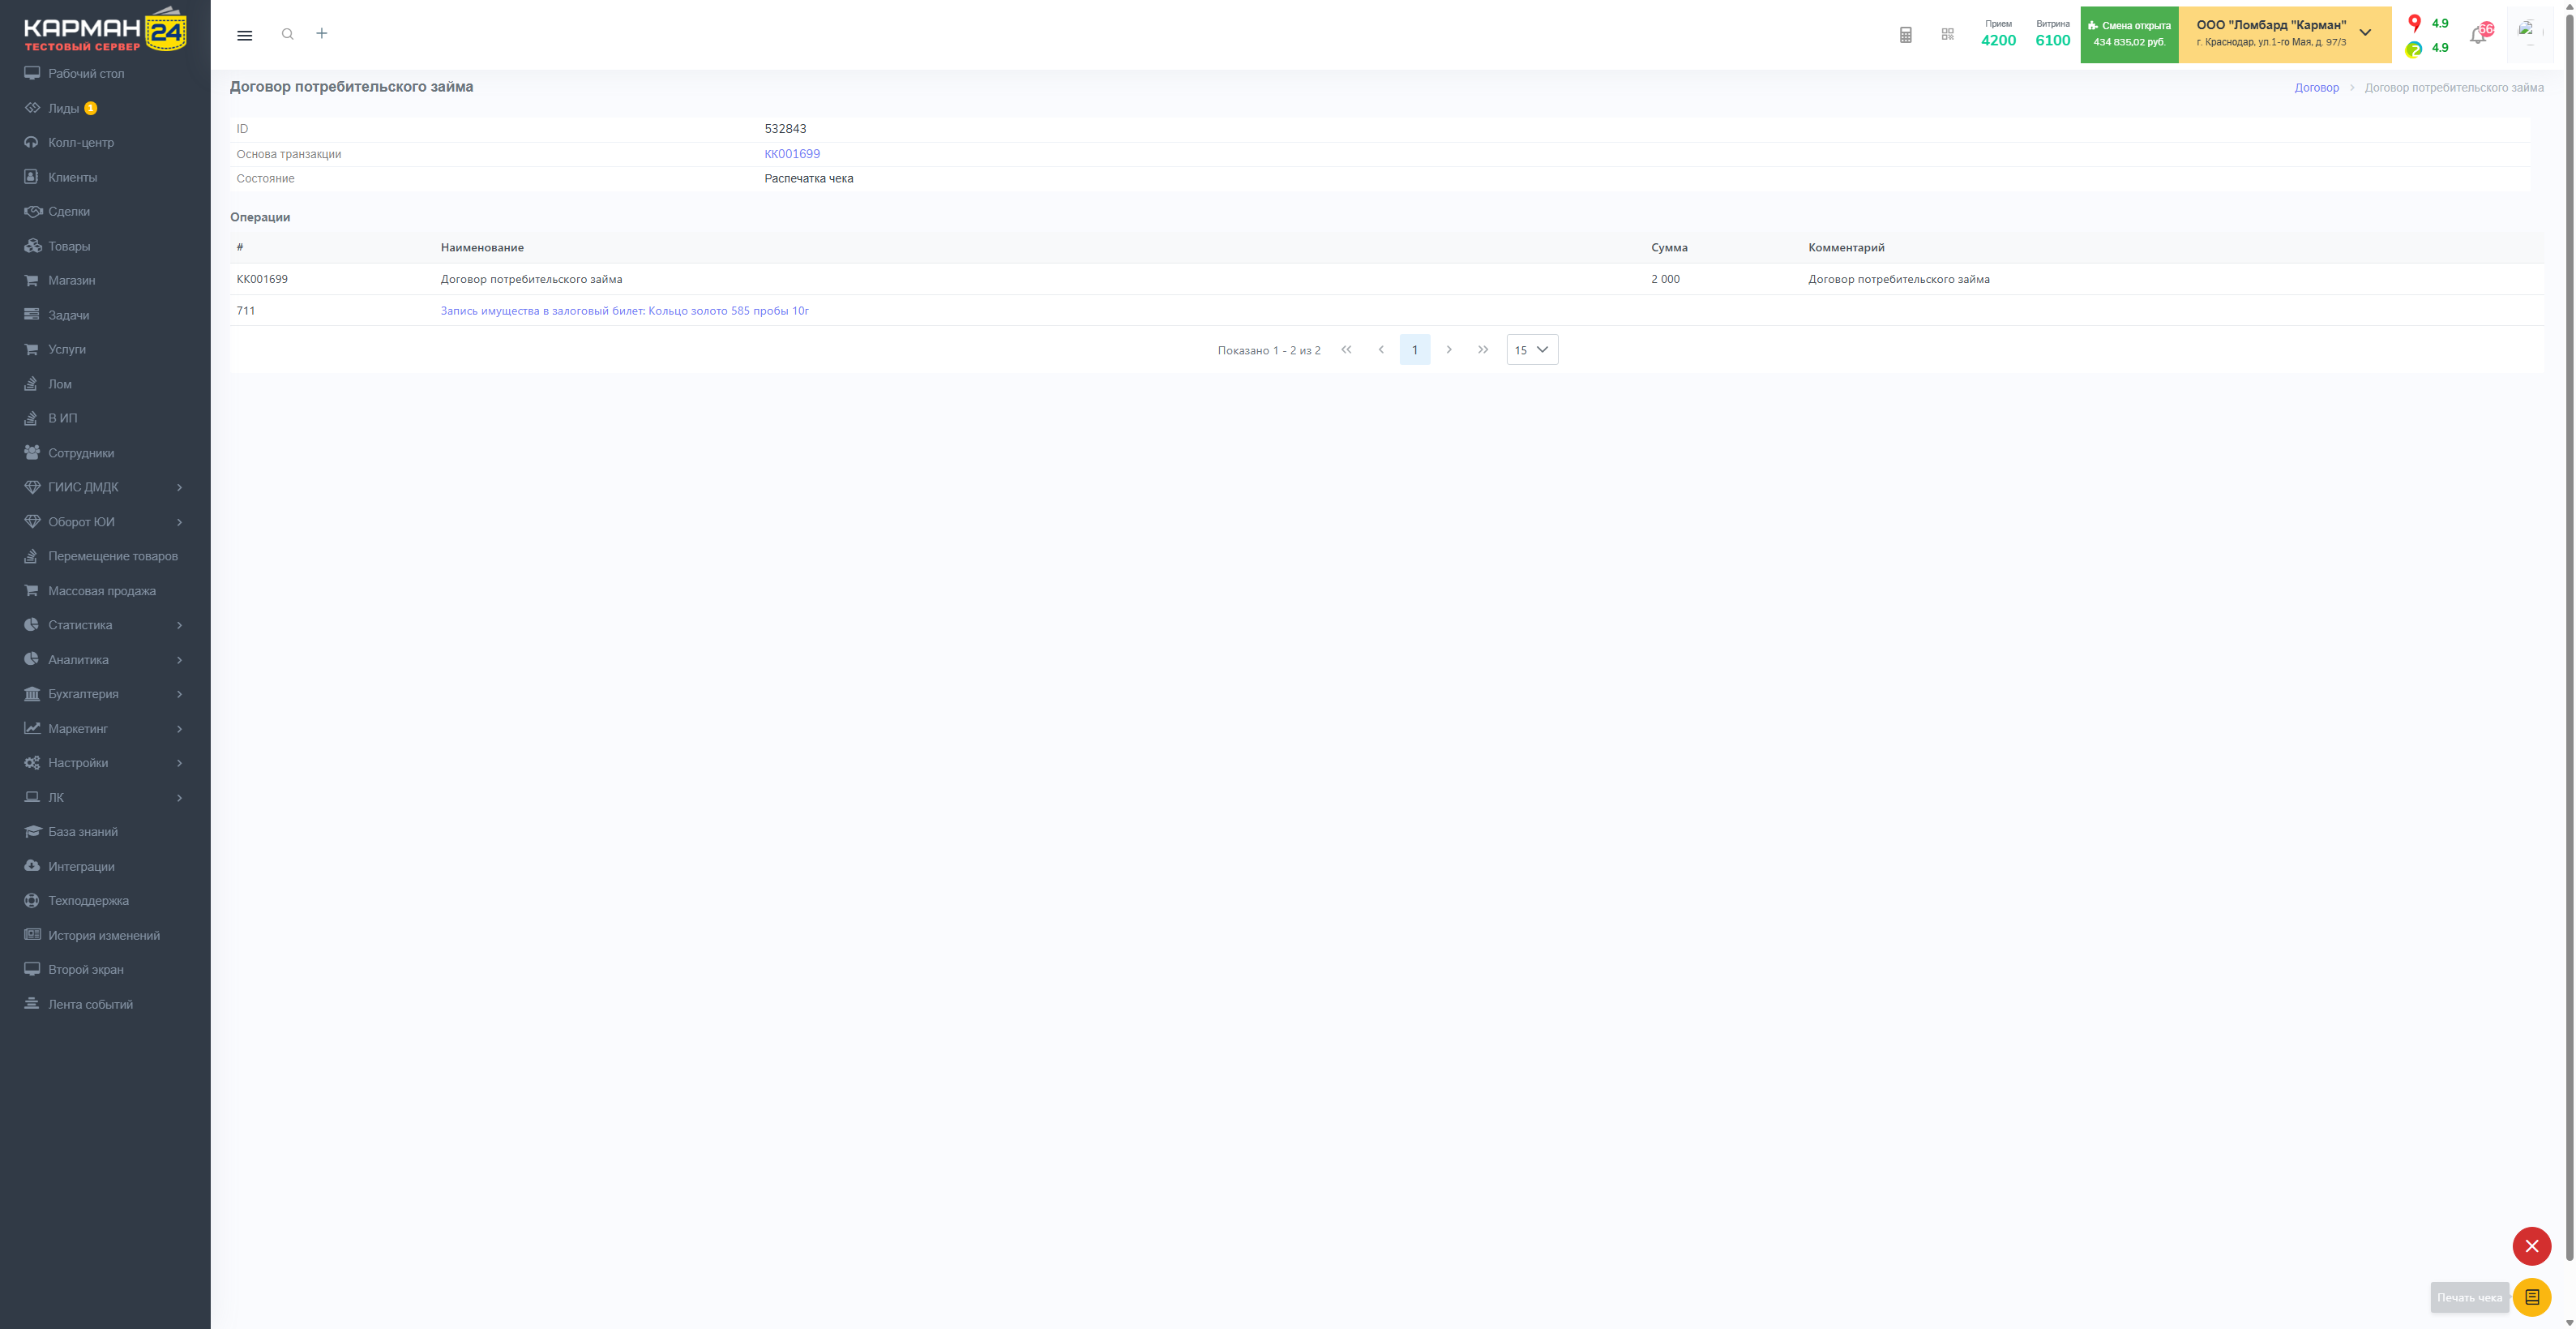 КАРМАН 24
ТЕСТОВЫЙ СЕРВЕР
Рабочий стол
Лиды 1
Колл-центр
Клиенты
Сделки
Товары
Магазин
Задачи
Услуги
Лом
В ИП
Сотрудники
ГИИС ДМДК
Оборот ЮИ
Перемещение товаров
Массовая продажа
Статистика
Аналитика
Бухгалтерия
Маркетинг
Настройки
ЛК
База знаний
Интеграции
Техподдержка
История изменений
Второй экран
Лента событий
Прием
4200
Витрина
6100
Смена открыта
434 835,02 руб.
ООО "Ломбард "Карман"
г. Краснодар, ул.1-го Мая, д. 97/3
4.9
4.9
Договор потребительского займа
Договор > Договор потребительского займа
ID 532843
Основа транзакции КК001699
Состояние Распечатка чека
Операции
# Наименование Сумма Комментарий
КК001699 Договор потребительского займа 2 000 Договор потребительского займа
711 Запись имущества в залоговый билет: Кольцо золото 585 пробы 10г
Показано 1 - 2 из 2 1 15
Печать чека